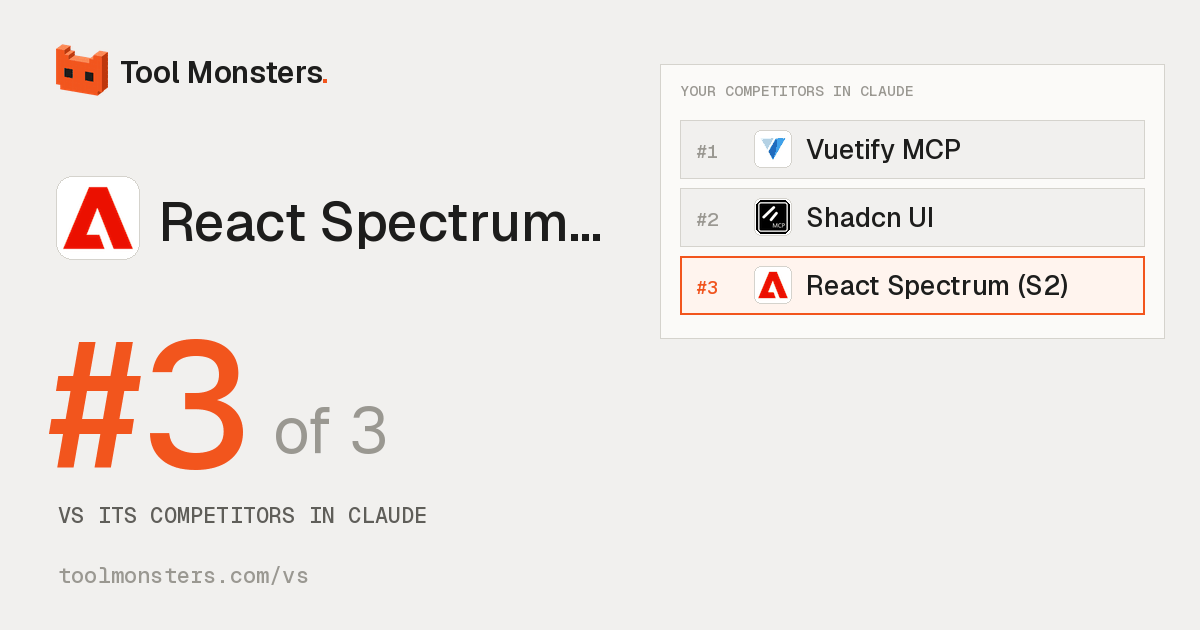 Tool Monsters.
React Spectrum...
#3 of 3
VS ITS COMPETITORS IN CLAUDE
toolmonsters.com/vs
YOUR COMPETITORS IN CLAUDE
#1 Vuetify MCP
#2 MCP Shadcn UI
#3 React Spectrum (S2)